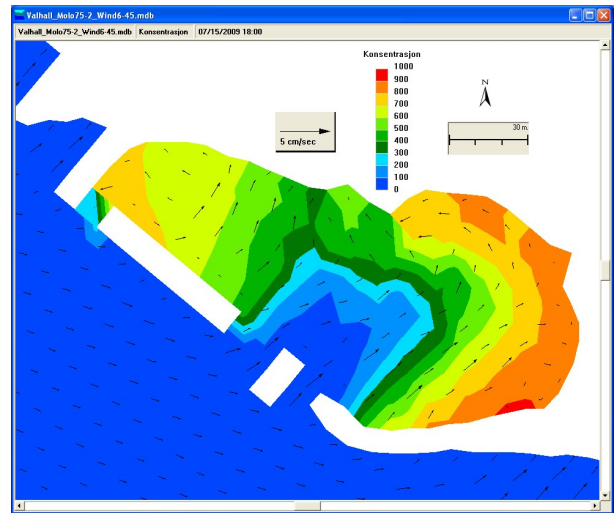 Valhall_Molo75-2_Wind6-45.mdb
Valhall_Molo75-2_Wind6-45.mdb Konsentrasjon 07/15/2009 18:00
Konsentrasjon
1000
900
800
700
600
500
400
300
200
100
0
5 cm/sec
N
30 m.